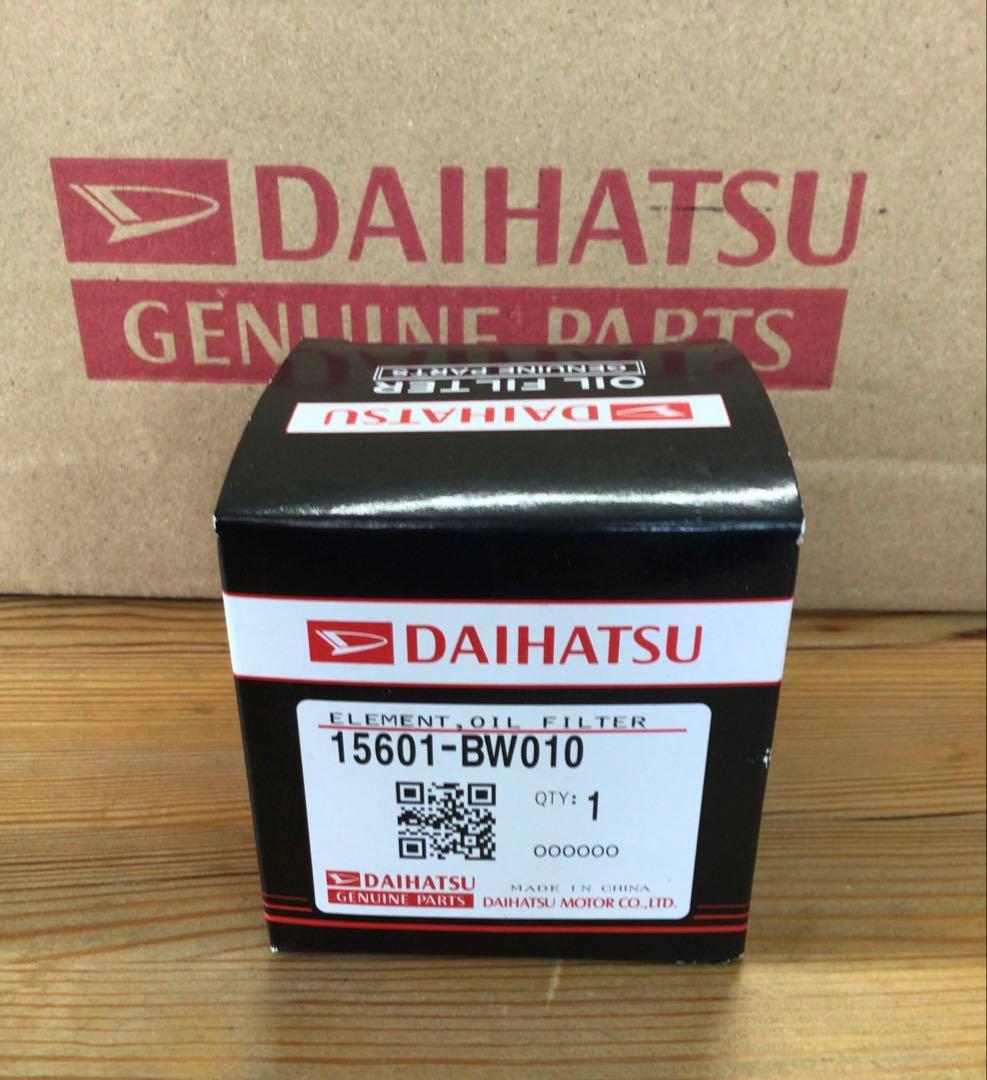 DAIHATSU
GENUINE PARTS
GENUINE PARTS
OIL FILTER
DAIHATSU
DAIHATSU
ELEMENT,OIL FILTER
15601-BW010
QTY: 1
000000
DAIHATSU
GENUINE PARTS
MADE IN CHINA
DAIHATSU MOTOR CO.,LTD.